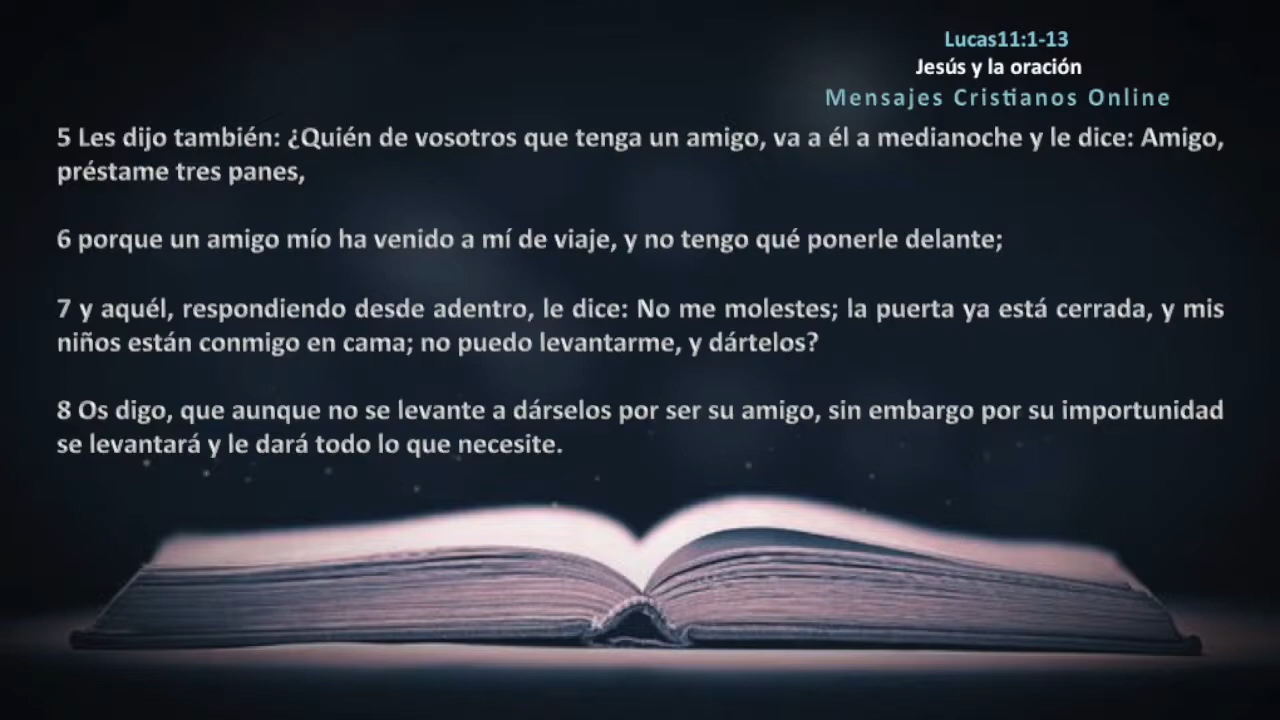 Lucas11:1-13
Jesús y la oración
Mensajes Cristianos Online
5 Les dijo también: ¿Quién de vosotros que tenga un amigo, va a él a medianoche y le dice: Amigo,
préstame tres panes,
6 porque un amigo mío ha venido a mí de viaje, y no tengo qué ponerle delante;
7 y aquél, respondiendo desde adentro, le dice: No me molestes; la puerta ya está cerrada, y mis
niños están conmigo en cama; no puedo levantarme, y dártelos?
8 Os digo, que aunque no se levante a dárselos por ser su amigo, sin embargo por su importunidad
se levantará y le dará todo lo que necesite.